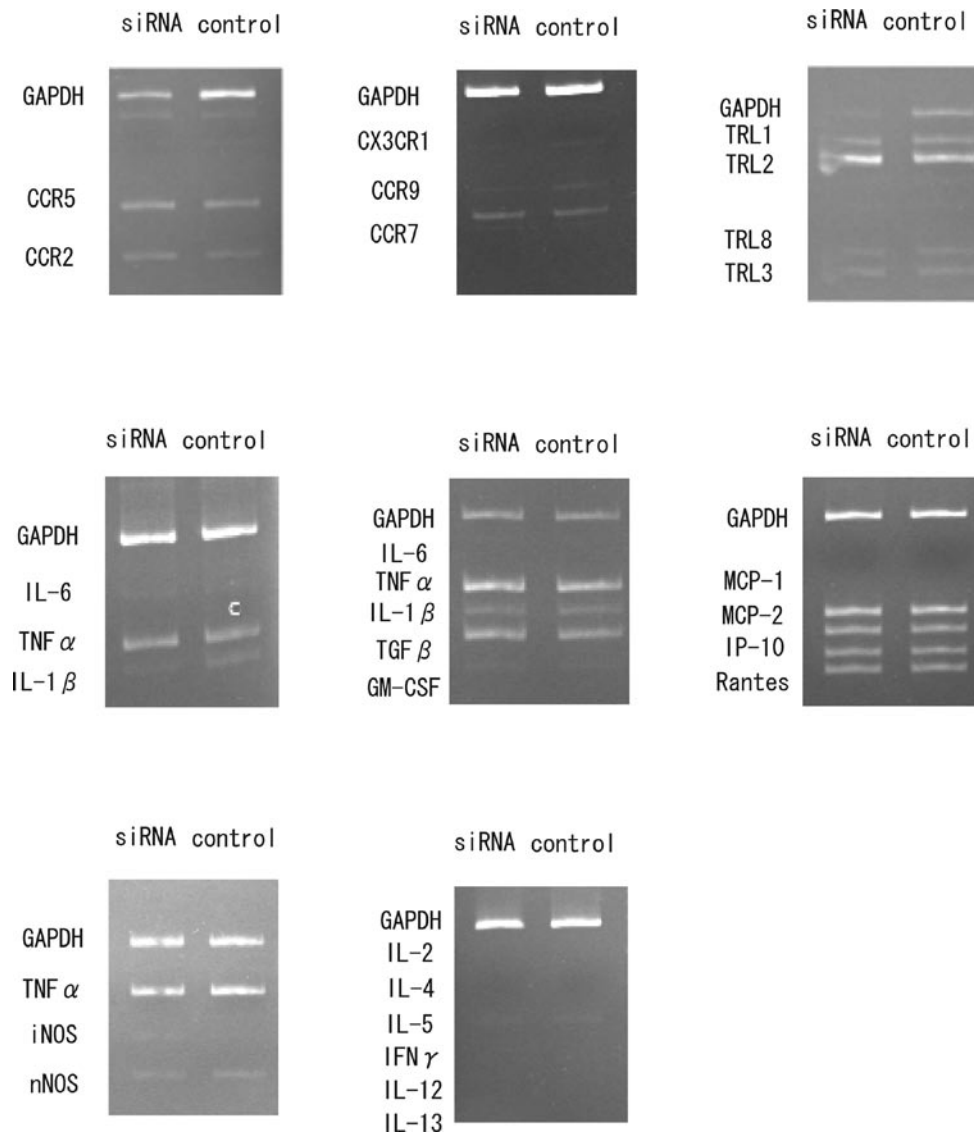 siRNA control
GAPDH
CCR5
CCR2
siRNA control
GAPDH
CX3CR1
CCR9
CCR7
siRNA control
GAPDH
TRL1
TRL2
TRL8
TRL3
siRNA control
GAPDH
IL-6
TNF α
IL-1 β
c
siRNA control
GAPDH
IL-6
TNF α
IL-1 β
TGF β
GM-CSF
siRNA control
GAPDH
MCP-1
MCP-2
IP-10
Rantes
siRNA control
GAPDH
TNF α
iNOS
nNOS
siRNA control
GAPDH
IL-2
IL-4
IL-5
IFN γ
IL-12
IL-13